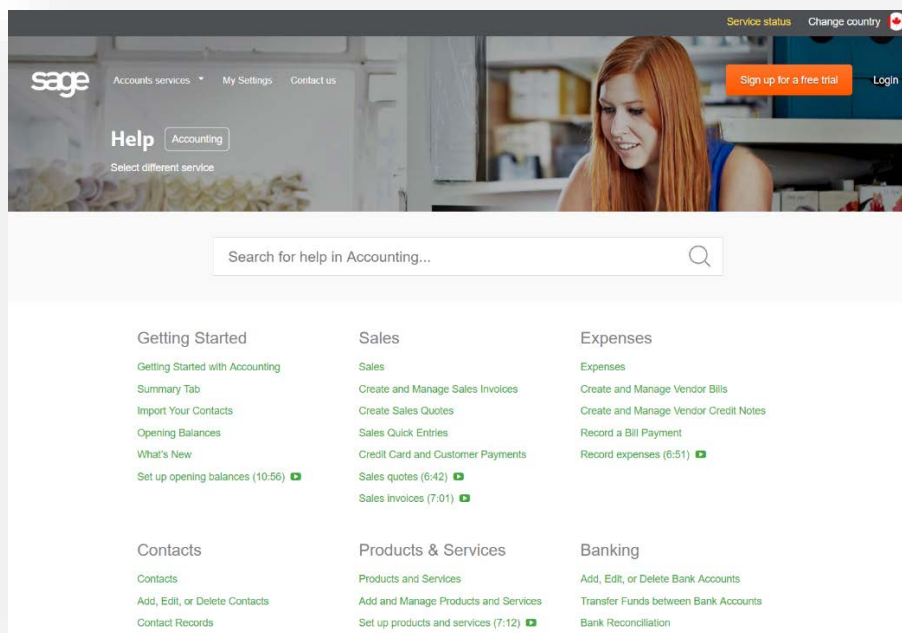 Service status Change country
sage Accounts services My Settings Contact us Sign up for a free trial Login
Help Accounting
Select different service
Search for help in Accounting...
Getting Started
Getting Started with Accounting
Summary Tab
Import Your Contacts
Opening Balances
What's New
Set up opening balances (10:56)
Sales
Sales
Create and Manage Sales Invoices
Create Sales Quotes
Sales Quick Entries
Credit Card and Customer Payments
Sales quotes (6:42)
Sales invoices (7:01)
Expenses
Expenses
Create and Manage Vendor Bills
Create and Manage Vendor Credit Notes
Record a Bill Payment
Record expenses (6:51)
Contacts
Contacts
Add, Edit, or Delete Contacts
Contact Records
Products & Services
Products and Services
Add and Manage Products and Services
Set up products and services (7:12)
Banking
Add, Edit, or Delete Bank Accounts
Transfer Funds between Bank Accounts
Bank Reconciliation